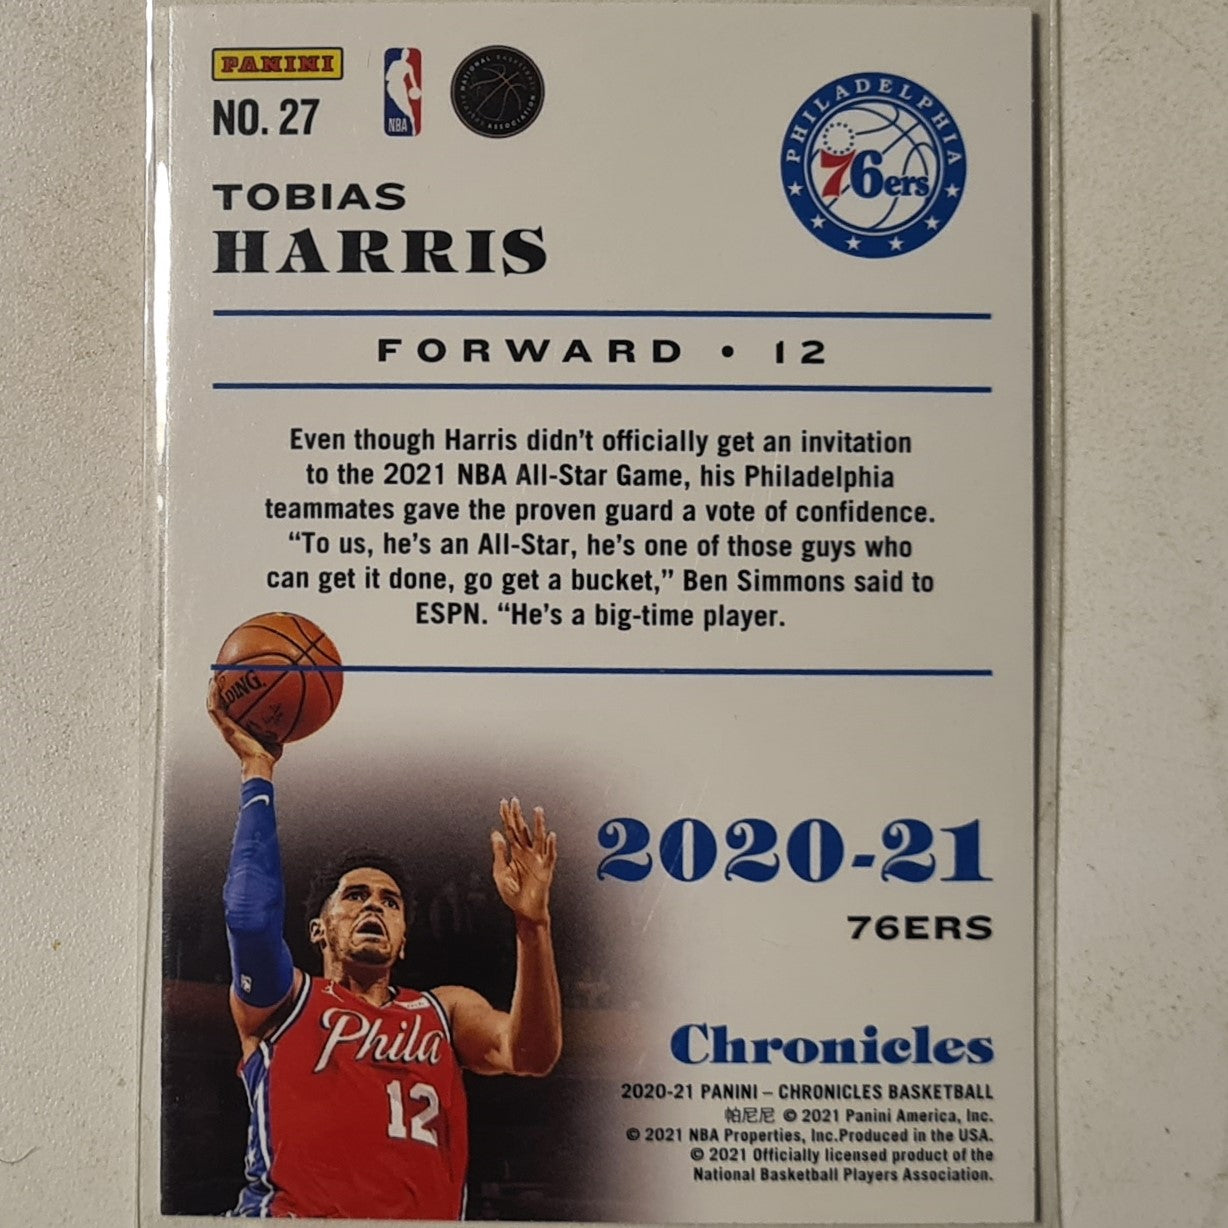 PANINI
NO. 27
NBA
NATIONAL BASKETBALL
PLAYERS ASSOCIATION
PHILADELPHIA
76ers
TOBIAS
HARRIS
FORWARD • 12
Even though Harris didn't officially get an invitation
to the 2021 NBA All-Star Game, his Philadelphia
teammates gave the proven guard a vote of confidence.
“To us, he's an All-Star, he's one of those guys who
can get it done, go get a bucket,” Ben Simmons said to
ESPN. “He's a big-time player.
2020-21
76ERS
Phila
12
Chronicles
2020-21 PANINI – CHRONICLES BASKETBALL
帕尼尼 © 2021 Panini America, Inc.
© 2021 NBA Properties, Inc.Produced in the USA.
© 2021 Officially licensed product of the
National Basketball Players Association.